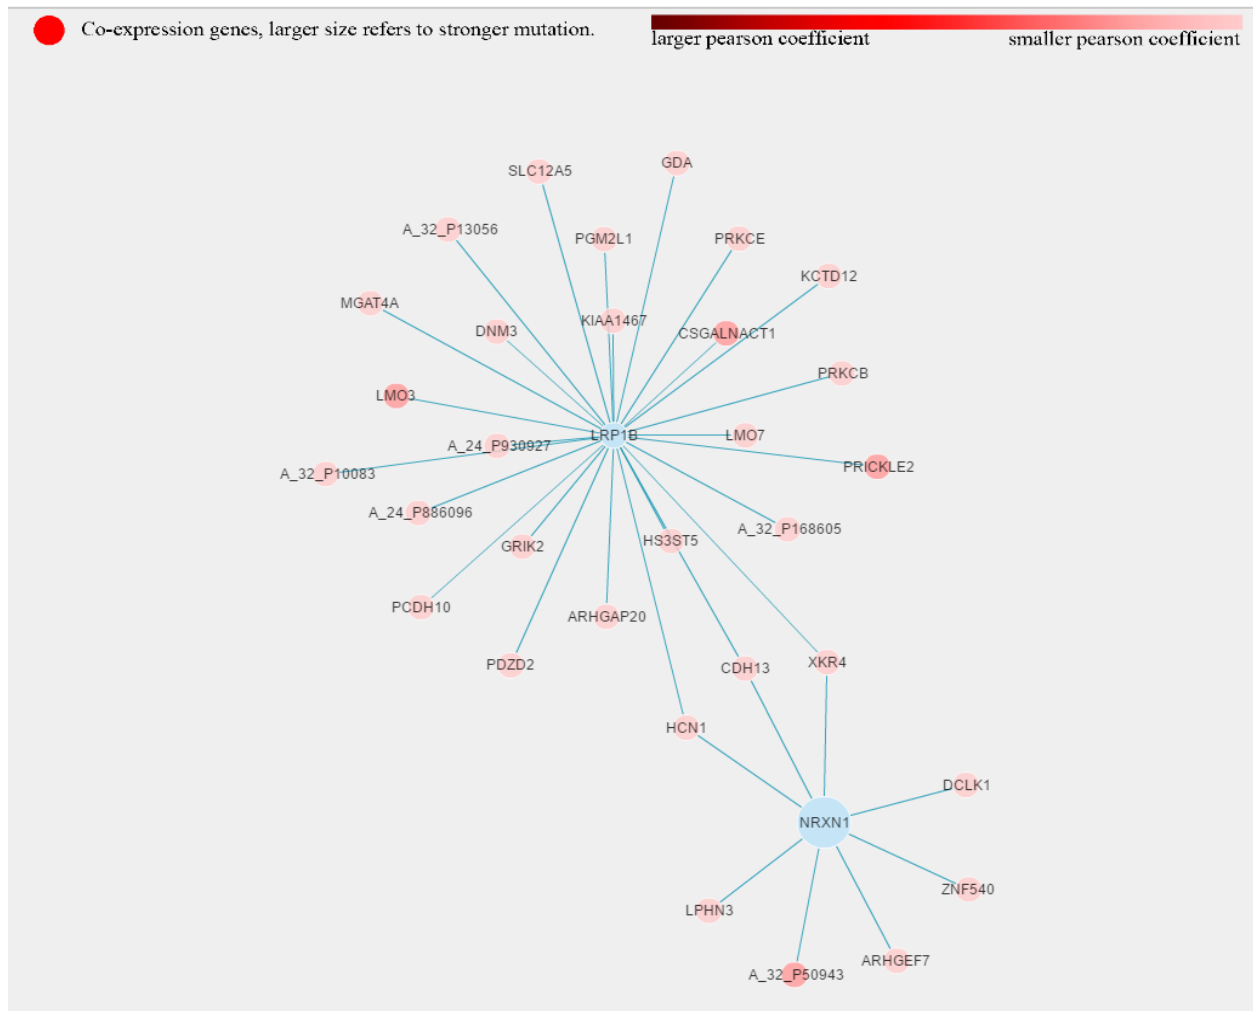 Co-expression genes, larger size refers to stronger mutation.
larger pearson coefficient
smaller pearson coefficient
GDA
SLC12A5
A_32_P13056
PGM2L1
PRKCE
KCTD12
MGAT4A
KIAA1467
DNM3
CSGALNACT1
PRKCB
LMO3
LRP1B
LMO7
A_24_P930927
PRICKLE2
A_32_P10083
A_24_P886096
A_32_P168605
HS3ST5
GRIK2
PCDH10
ARHGAP20
PDZD2
CDH13
XKR4
HCN1
DCLK1
NRXN1
ZNF540
LPHN3
ARHGEF7
A_32_P50943